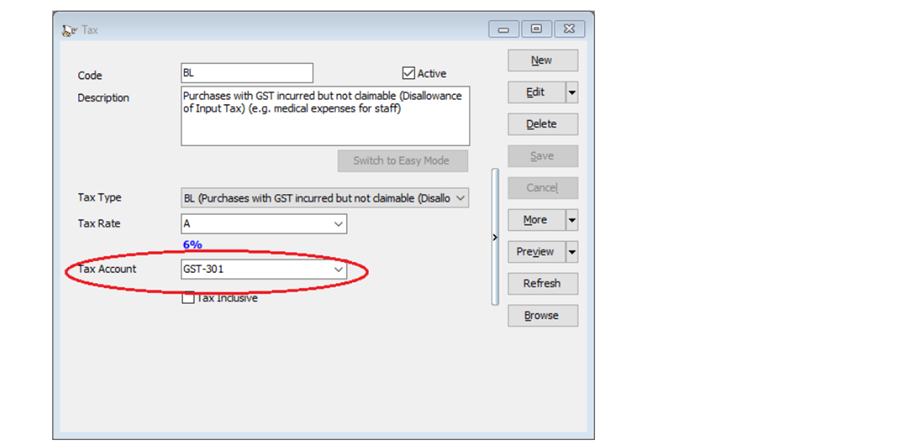 Tax
Code
BL
Active
Description
Purchases with GST incurred but not claimable (Disallowance
of Input Tax) (e.g. medical expenses for staff)
Switch to Easy Mode
Tax Type
BL (Purchases with GST incurred but not claimable (Disallo
Tax Rate
A
6%
Tax Account
GST-301
Tax Inclusive
New
Edit
Delete
Save
Cancel
More
Preview
Refresh
Browse